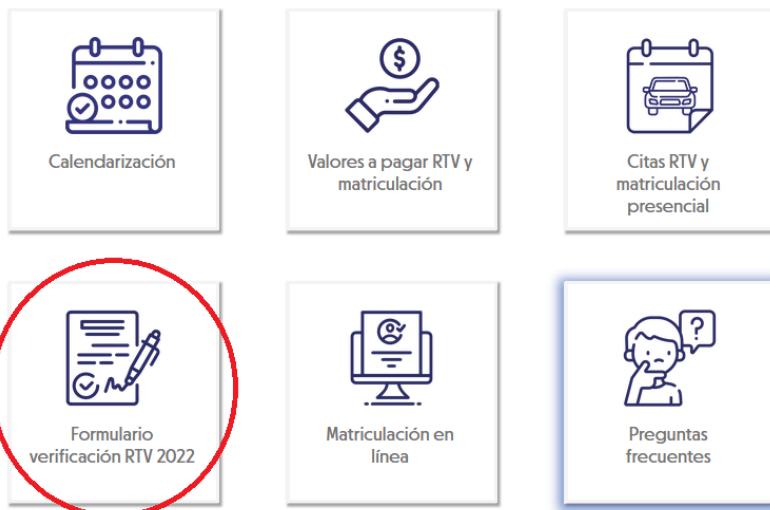 $
Calendarización
Valores a pagar RTV y
matriculación
Citas RTV y
matriculación
presencial
?
Formulario
verificación RTV 2022
Matriculación en
línea
Preguntas
frecuentes